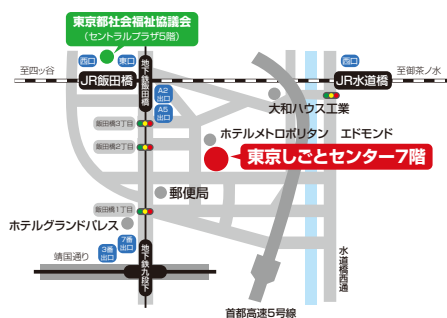 東京都社会福祉協議会
（セントラルプラザ5階）
西口
東口
西口
至四ッ谷
JR飯田橋
地下鉄飯田橋
JR水道橋
至御茶ノ水
A2
出口
A5
出口
大和ハウス工業
飯田橋3丁目
ホテルメトロポリタン エドモンド
飯田橋2丁目
東京しごとセンター7階
郵便局
飯田橋1丁目
ホテルグランドパレス
7番
出口
3番
出口
靖国通り
地下鉄九段下
水道橋西通
首都高速5号線